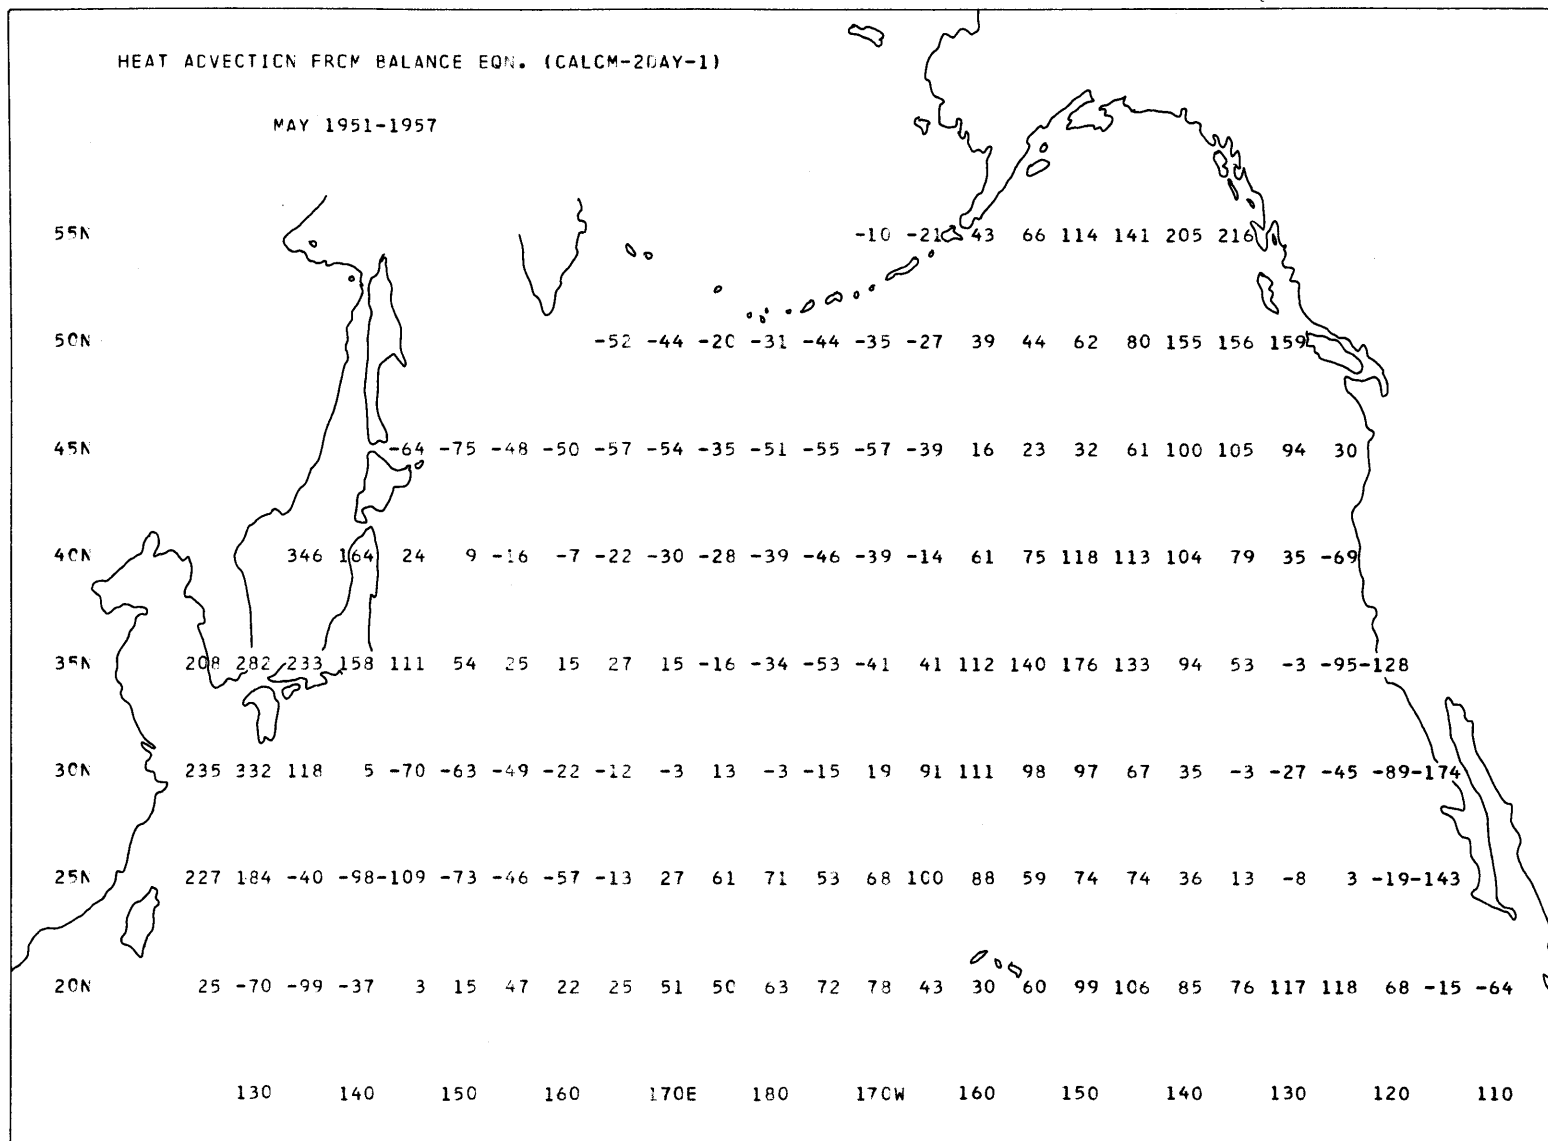 HEAT ADVECTION FROM BALANCE EQN. (CALCM-2DAY-1)
MAY 1951-1957
55N -10 -21 43 66 114 141 205 216
50N -52 -44 -20 -31 -44 -35 -27 39 44 62 80 155 156 159
45N -64 -75 -48 -50 -57 -54 -35 -51 -55 -57 -39 16 23 32 61 100 105 94 30
40N 346 164 24 9 -16 -7 -22 -30 -28 -39 -46 -39 -14 61 75 118 113 104 79 35 -69
35N 208 282 233 158 111 54 25 15 27 15 -16 -34 -53 -41 41 112 140 176 133 94 53 -3 -95-128
30N 235 332 118 5 -70 -63 -49 -22 -12 -3 13 -3 -15 19 91 111 98 97 67 35 -3 -27 -45 -89-174
25N 227 184 -40 -98-109 -73 -46 -57 -13 27 61 71 53 68 100 88 59 74 74 36 13 -8 3 -19-143
20N 25 -70 -99 -37 3 15 47 22 25 51 50 63 72 78 43 30 60 99 106 85 76 117 118 68 -15 -64
130 140 150 160 170E 180 170W 160 150 140 130 120 110